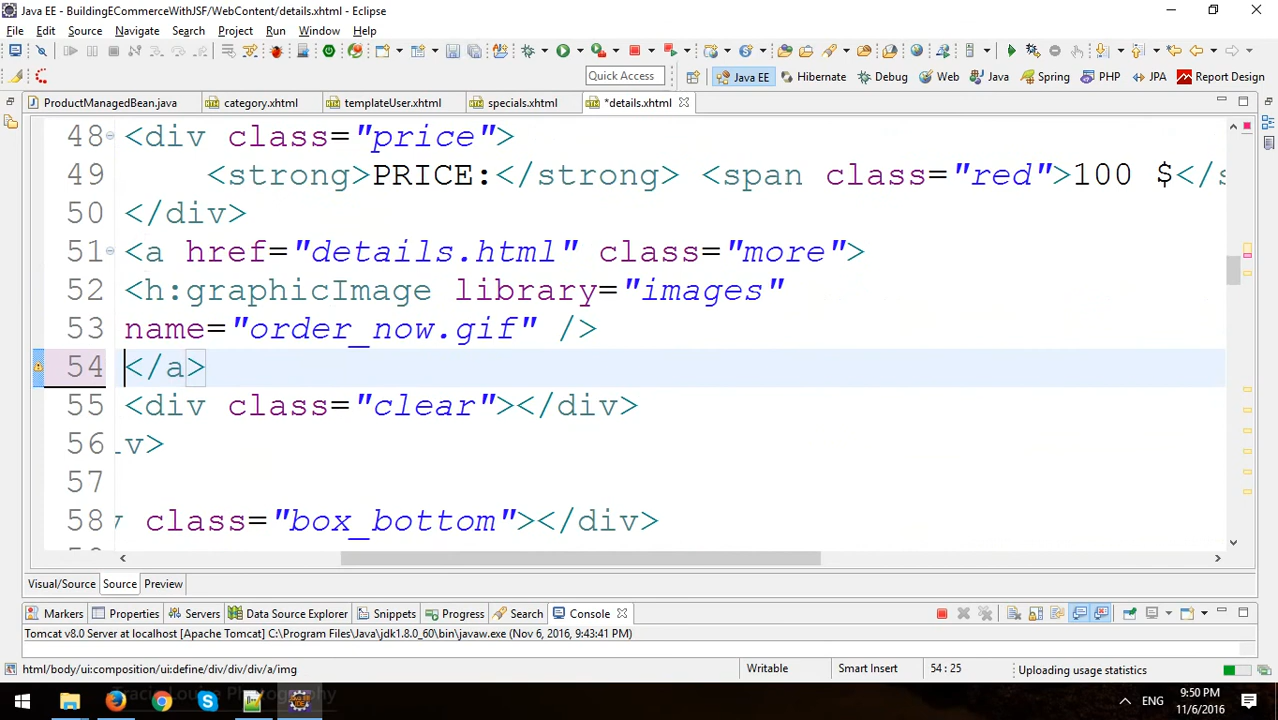 Java EE - BuildingECommerceWithJSF/WebContent/details.xhtml - Eclipse
File Edit Source Navigate Search Project Run Window Help
Quick Access Java EE Hibernate Debug Web Java Spring PHP JPA Report Design
ProductManagedBean.java category.xhtml templateUser.xhtml specials.xhtml *details.xhtml
48 <div class="price">
49 <strong>PRICE:</strong> <span class="red">100 $</s
50 </div>
51 <a href="details.html" class="more">
52 <h:graphicImage library="images"
53 name="order_now.gif" />
54 </a>
55 <div class="clear"></div>
56 v>
57
58 class="box_bottom"></div>
Visual/Source Source Preview
Markers Properties Servers Data Source Explorer Snippets Progress Search Console
Tomcat v8.0 Server at localhost [Apache Tomcat] C:\Program Files\Java\jdk1.8.0_60\bin\javaw.exe (Nov 6, 2016, 9:43:41 PM)
html/body/ui:composition/ui:define/div/div/div/a/img Writable Smart Insert 54 : 25 Uploading usage statistics
Photography
ENG 9:50 PM
11/6/2016